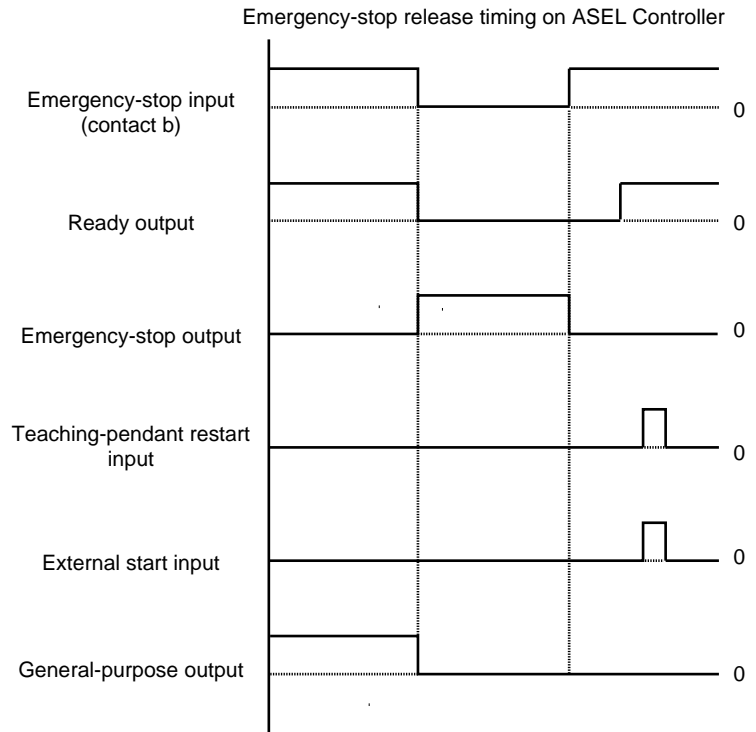 Emergency-stop release timing on ASEL Controller
Emergency-stop input
(contact b)
0
Ready output
0
Emergency-stop output
0
Teaching-pendant restart
input
0
External start input
0
General-purpose output
0